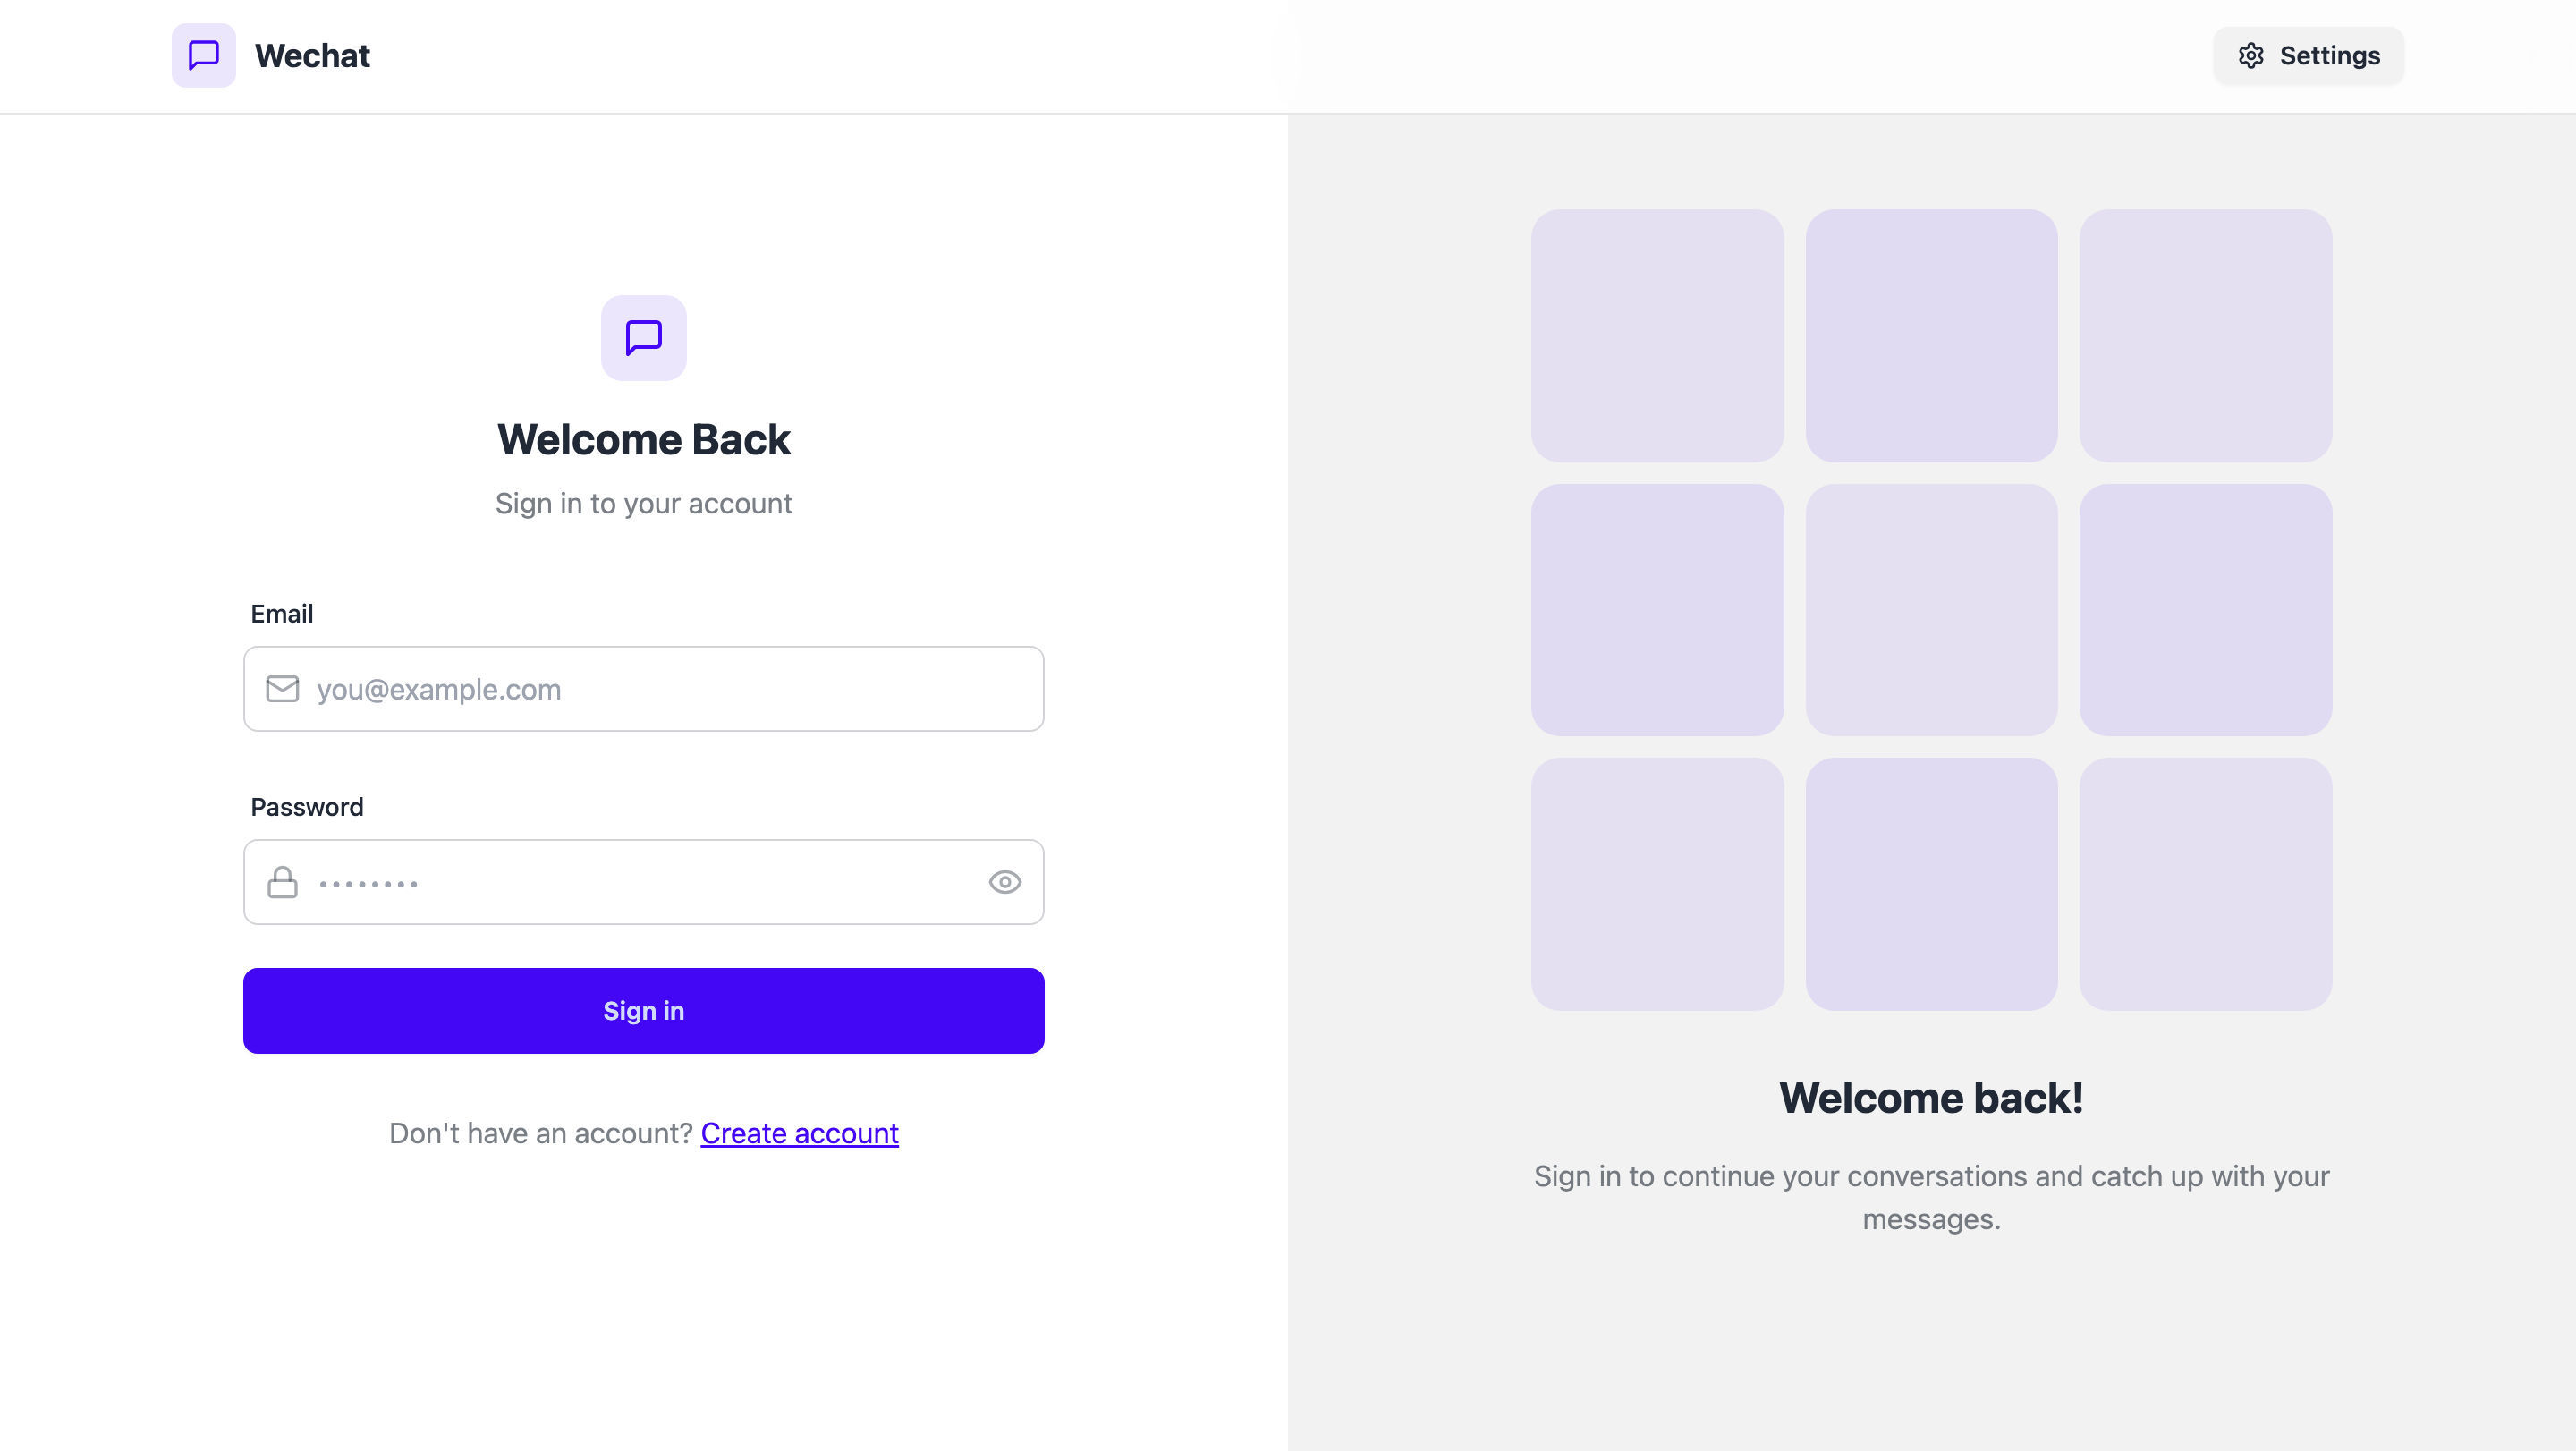 Wechat
Settings
Welcome Back
Sign in to your account
Email
you@example.com
Password
••••••••
Sign in
Don't have an account? Create account
Welcome back!
Sign in to continue your conversations and catch up with your
messages.